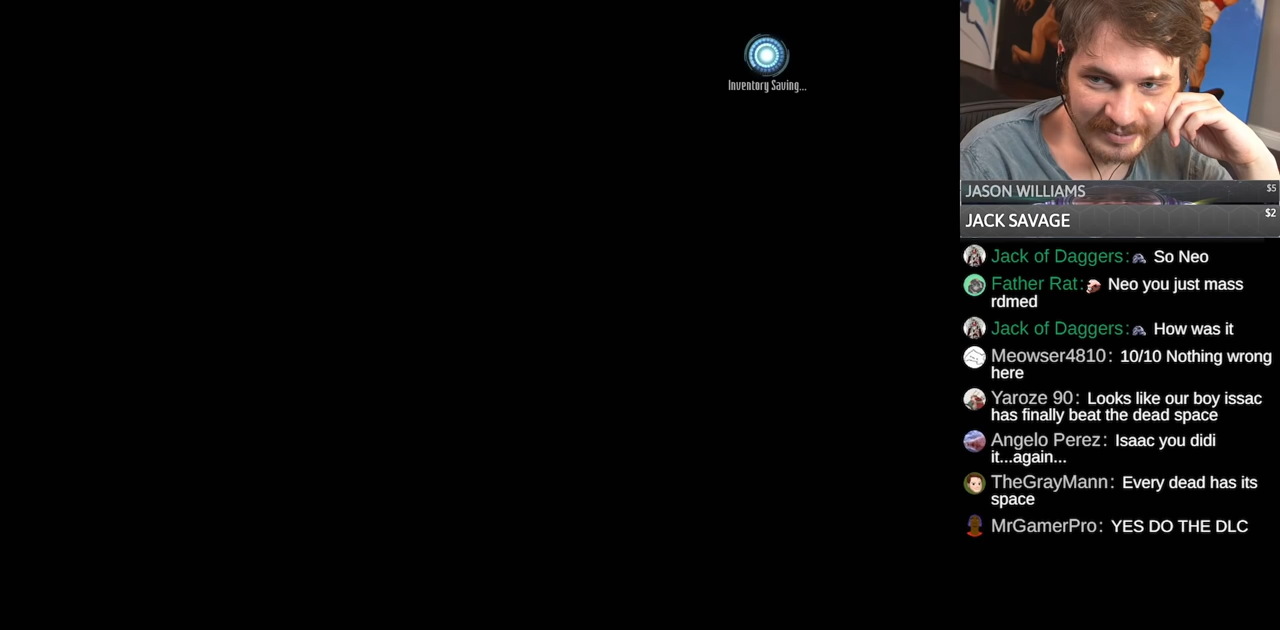 Inventory Saving...
JASON WILLIAMS $5
JACK SAVAGE $2
Jack of Daggers: So Neo
Father Rat: Neo you just mass
rdmed
Jack of Daggers: How was it
Meowser4810: 10/10 Nothing wrong
here
Yaroze 90: Looks like our boy issac
has finally beat the dead space
Angelo Perez: Isaac you didi
it...again...
TheGrayMann: Every dead has its
space
MrGamerPro: YES DO THE DLC